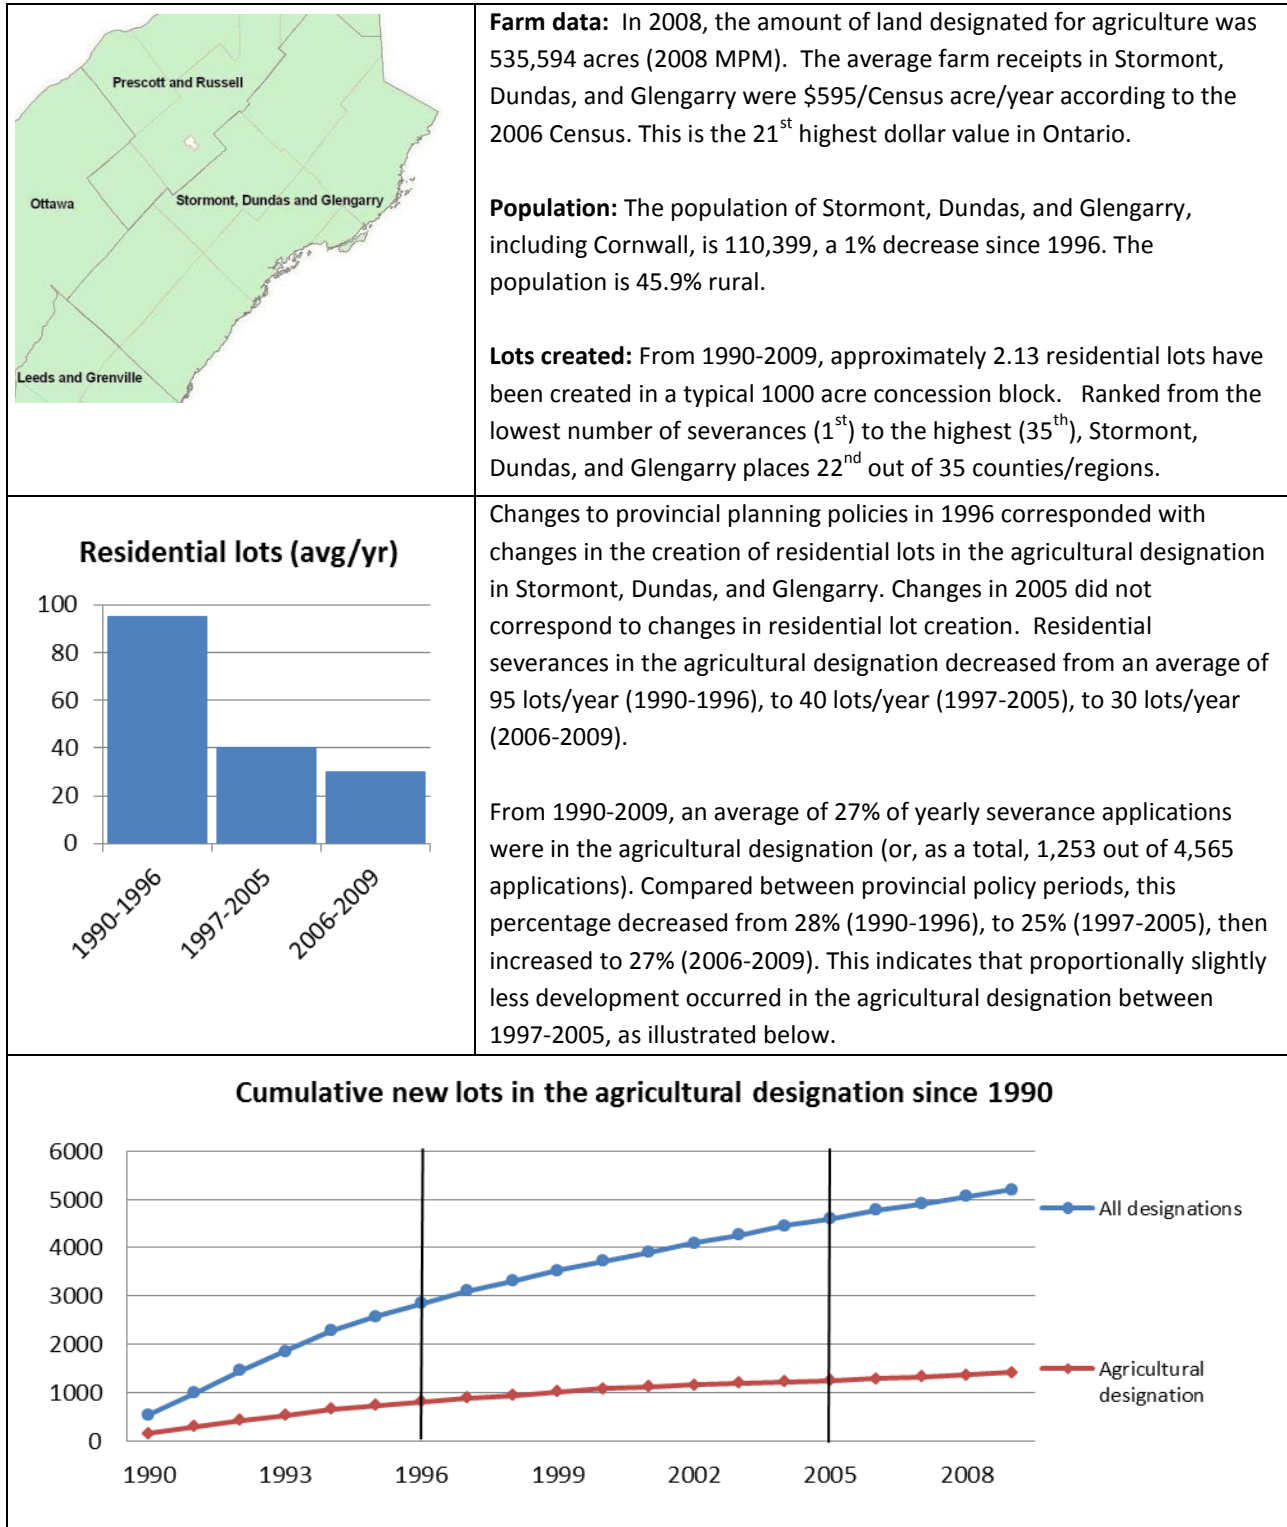 Prescott and Russell
Ottawa
Stormont, Dundas and Glengarry
Leeds and Grenville
Farm data: In 2008, the amount of land designated for agriculture was
535,594 acres (2008 MPM). The average farm receipts in Stormont,
Dundas, and Glengarry were $595/Census acre/year according to the
2006 Census. This is the 21st highest dollar value in Ontario.
Population: The population of Stormont, Dundas, and Glengarry,
including Cornwall, is 110,399, a 1% decrease since 1996. The
population is 45.9% rural.
Lots created: From 1990-2009, approximately 2.13 residential lots have
been created in a typical 1000 acre concession block. Ranked from the
lowest number of severances (1st) to the highest (35th), Stormont,
Dundas, and Glengarry places 22nd out of 35 counties/regions.
Residential lots (avg/yr)
100
80
60
40
20
0
1990-1996
1997-2005
2006-2009
Changes to provincial planning policies in 1996 corresponded with
changes in the creation of residential lots in the agricultural designation
in Stormont, Dundas, and Glengarry. Changes in 2005 did not
correspond to changes in residential lot creation. Residential
severances in the agricultural designation decreased from an average of
95 lots/year (1990-1996), to 40 lots/year (1997-2005), to 30 lots/year
(2006-2009).
From 1990-2009, an average of 27% of yearly severance applications
were in the agricultural designation (or, as a total, 1,253 out of 4,565
applications). Compared between provincial policy periods, this
percentage decreased from 28% (1990-1996), to 25% (1997-2005), then
increased to 27% (2006-2009). This indicates that proportionally slightly
less development occurred in the agricultural designation between
1997-2005, as illustrated below.
Cumulative new lots in the agricultural designation since 1990
6000
5000
4000
3000
2000
1000
0
1990 1993 1996 1999 2002 2005 2008
All designations
Agricultural
designation